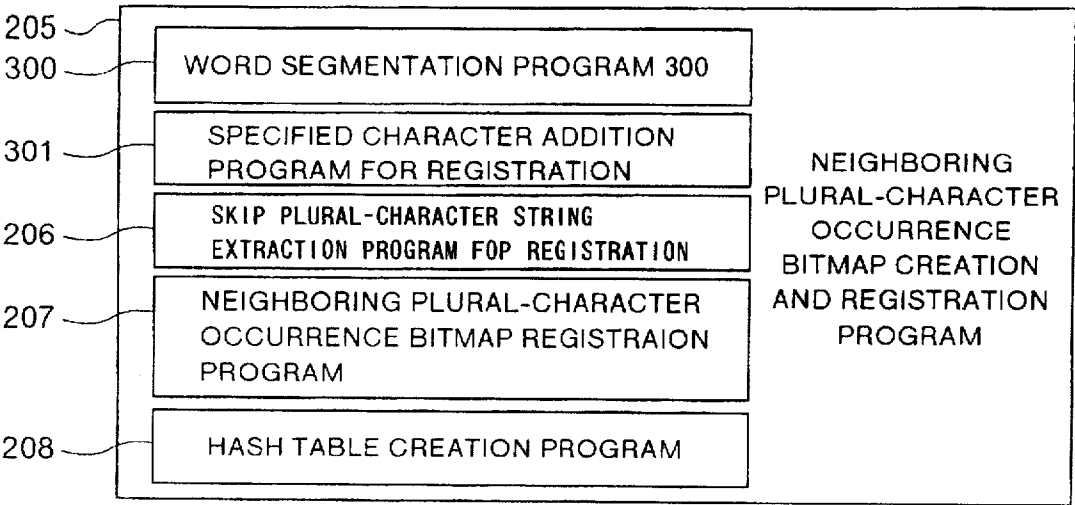 205
300
WORD SEGMENTATION PROGRAM 300
301
SPECIFIED CHARACTER ADDITION
PROGRAM FOR REGISTRATION
206
SKIP PLURAL-CHARACTER STRING
EXTRACTION PROGRAM FOP REGISTRATION
207
NEIGHBORING PLURAL-CHARACTER
OCCURRENCE BITMAP REGISTRAION
PROGRAM
208
HASH TABLE CREATION PROGRAM
NEIGHBORING
PLURAL-CHARACTER
OCCURRENCE
BITMAP CREATION
AND REGISTRATION
PROGRAM